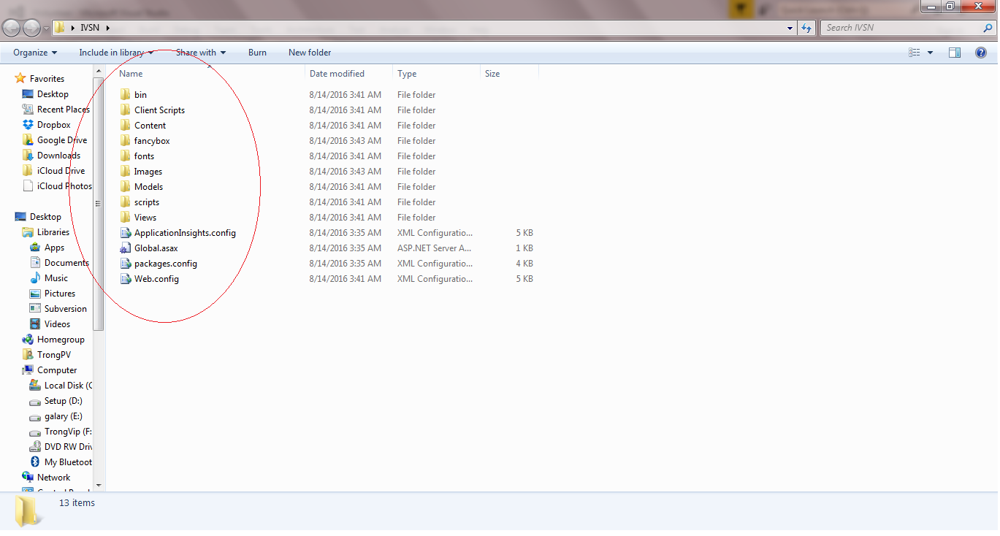 IVSN
Search IVSN
Organize Include in library Share with Burn New folder
Name Date modified Type Size
Favorites
Desktop
Recent Places
Dropbox
Google Drive
Downloads
iCloud Drive
iCloud Photos
Desktop
Libraries
Apps
Documents
Music
Pictures
Subversion
Videos
Homegroup
TrongPV
Computer
Local Disk (C
Setup (D:)
galary (E:)
TrongVip (F:
DVD RW Driv
My Bluetoot
Network
bin 8/14/2016 3:41 AM File folder
Client Scripts 8/14/2016 3:41 AM File folder
Content 8/14/2016 3:41 AM File folder
fancybox 8/14/2016 3:43 AM File folder
fonts 8/14/2016 3:41 AM File folder
Images 8/14/2016 3:43 AM File folder
Models 8/14/2016 3:41 AM File folder
scripts 8/14/2016 3:41 AM File folder
Views 8/14/2016 3:41 AM File folder
ApplicationInsights.config 8/14/2016 3:35 AM XML Configuratio... 5 KB
Global.asax 8/14/2016 3:35 AM ASP.NET Server A... 1 KB
packages.config 8/14/2016 3:35 AM XML Configuratio... 4 KB
Web.config 8/14/2016 3:41 AM XML Configuratio... 5 KB
13 items